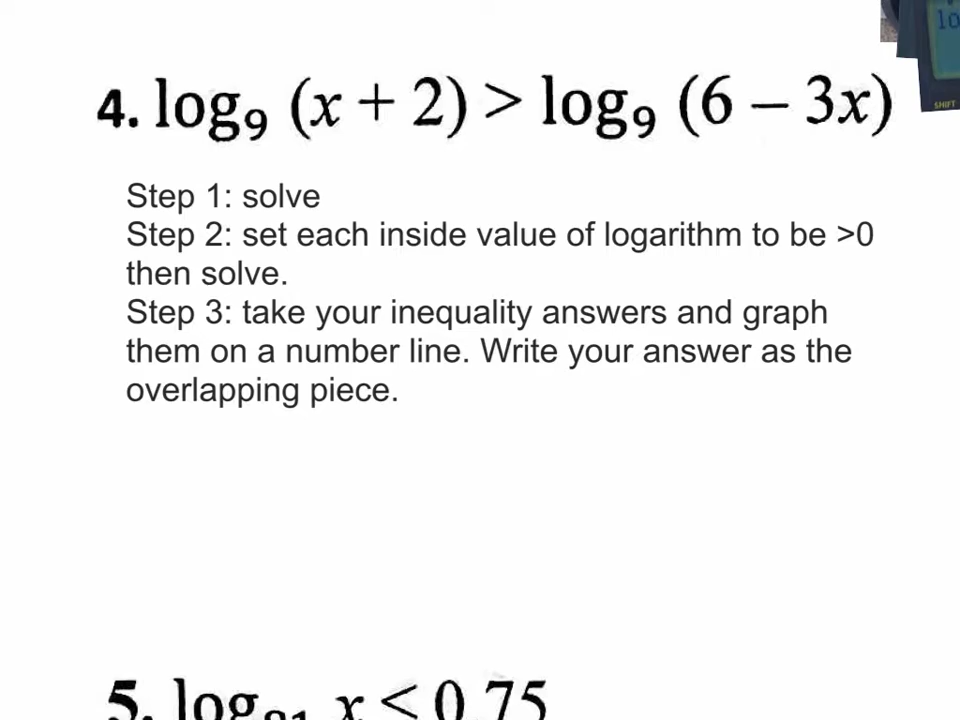 4. log₉ (x + 2) > log₉ (6 – 3x)
Step 1: solve
Step 2: set each inside value of logarithm to be >0
then solve.
Step 3: take your inequality answers and graph
them on a number line. Write your answer as the
overlapping piece.
5. log₈₁ x < 0.75
SHIFT